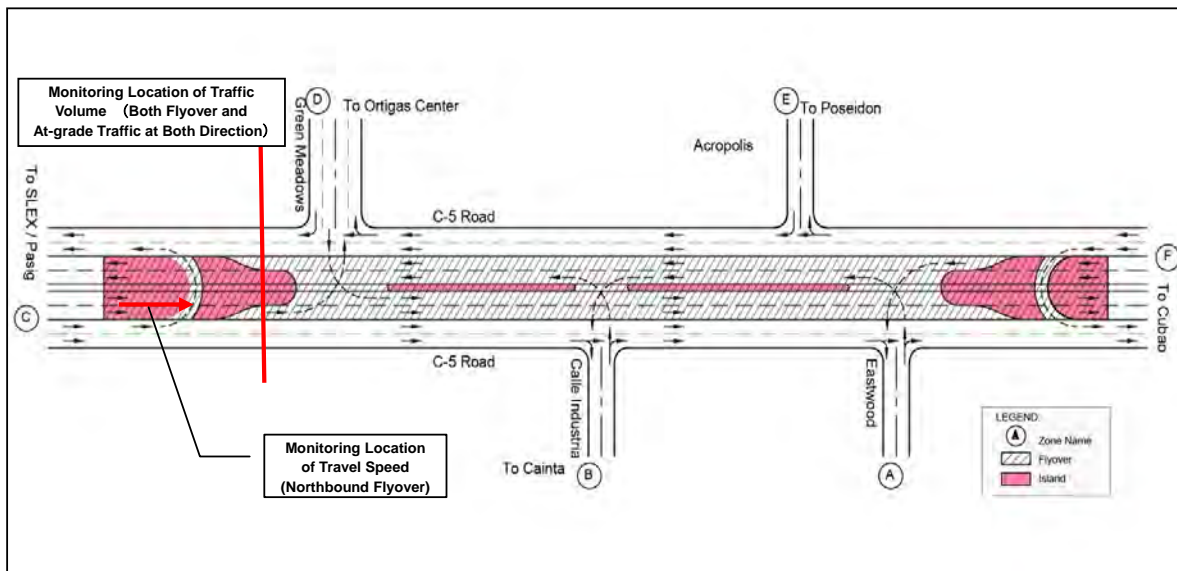 Monitoring Location of Traffic
Volume （Both Flyover and
At-grade Traffic at Both Direction）
D
To Ortigas Center
Green Meadows
E
To Poseidon
Acropolis
To SLEX / Pasig
C-5 Road
F
To Cubao
C
C-5 Road
Calle Industria
Eastwood
Monitoring Location
of Travel Speed
(Northbound Flyover)
To Cainta
B
A
LEGEND:
A
Zone Name
Flyover
Island